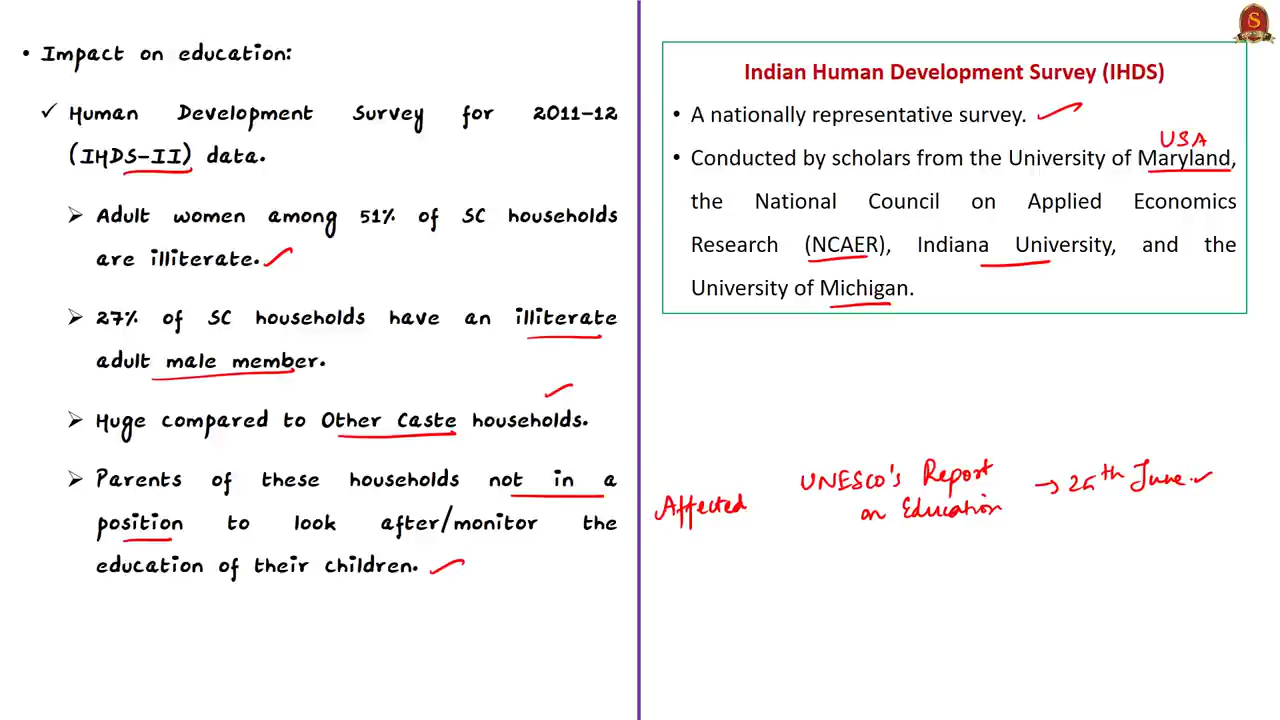 • Impact on education:
✓ Human Development Survey for 2011-12
(IHDS-II) data.
➢ Adult women among 51% of SC households
are illiterate.
➢ 27% of SC households have an illiterate
adult male member.
➢ Huge compared to Other Caste households.
➢ Parents of these households not in a
position to look after/monitor the
education of their children.
S
Indian Human Development Survey (IHDS)
• A nationally representative survey.
USA
• Conducted by scholars from the University of Maryland,
the National Council on Applied Economics
Research (NCAER), Indiana University, and the
University of Michigan.
Affected
UNESCO's Report
on Education
→ 26th June.